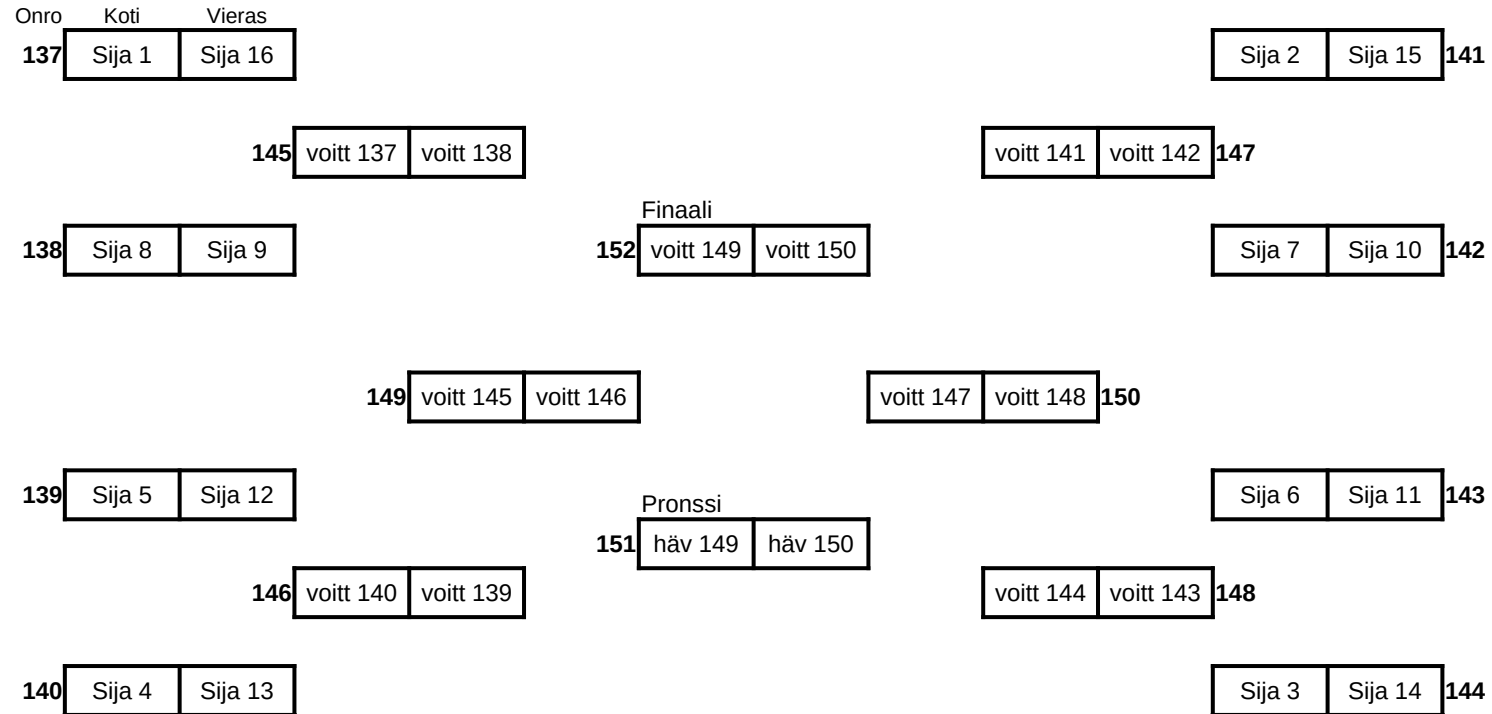 Onro Koti Vieras
137 Sija 1 Sija 16 Sija 2 Sija 15 141
145 voitt 137 voitt 138 voitt 141 voitt 142 147
Finaali
138 Sija 8 Sija 9 152 voitt 149 voitt 150 Sija 7 Sija 10 142
149 voitt 145 voitt 146 voitt 147 voitt 148 150
139 Sija 5 Sija 12 Sija 6 Sija 11 143
Pronssi
151 häv 149 häv 150
146 voitt 140 voitt 139 voitt 144 voitt 143 148
140 Sija 4 Sija 13 Sija 3 Sija 14 144